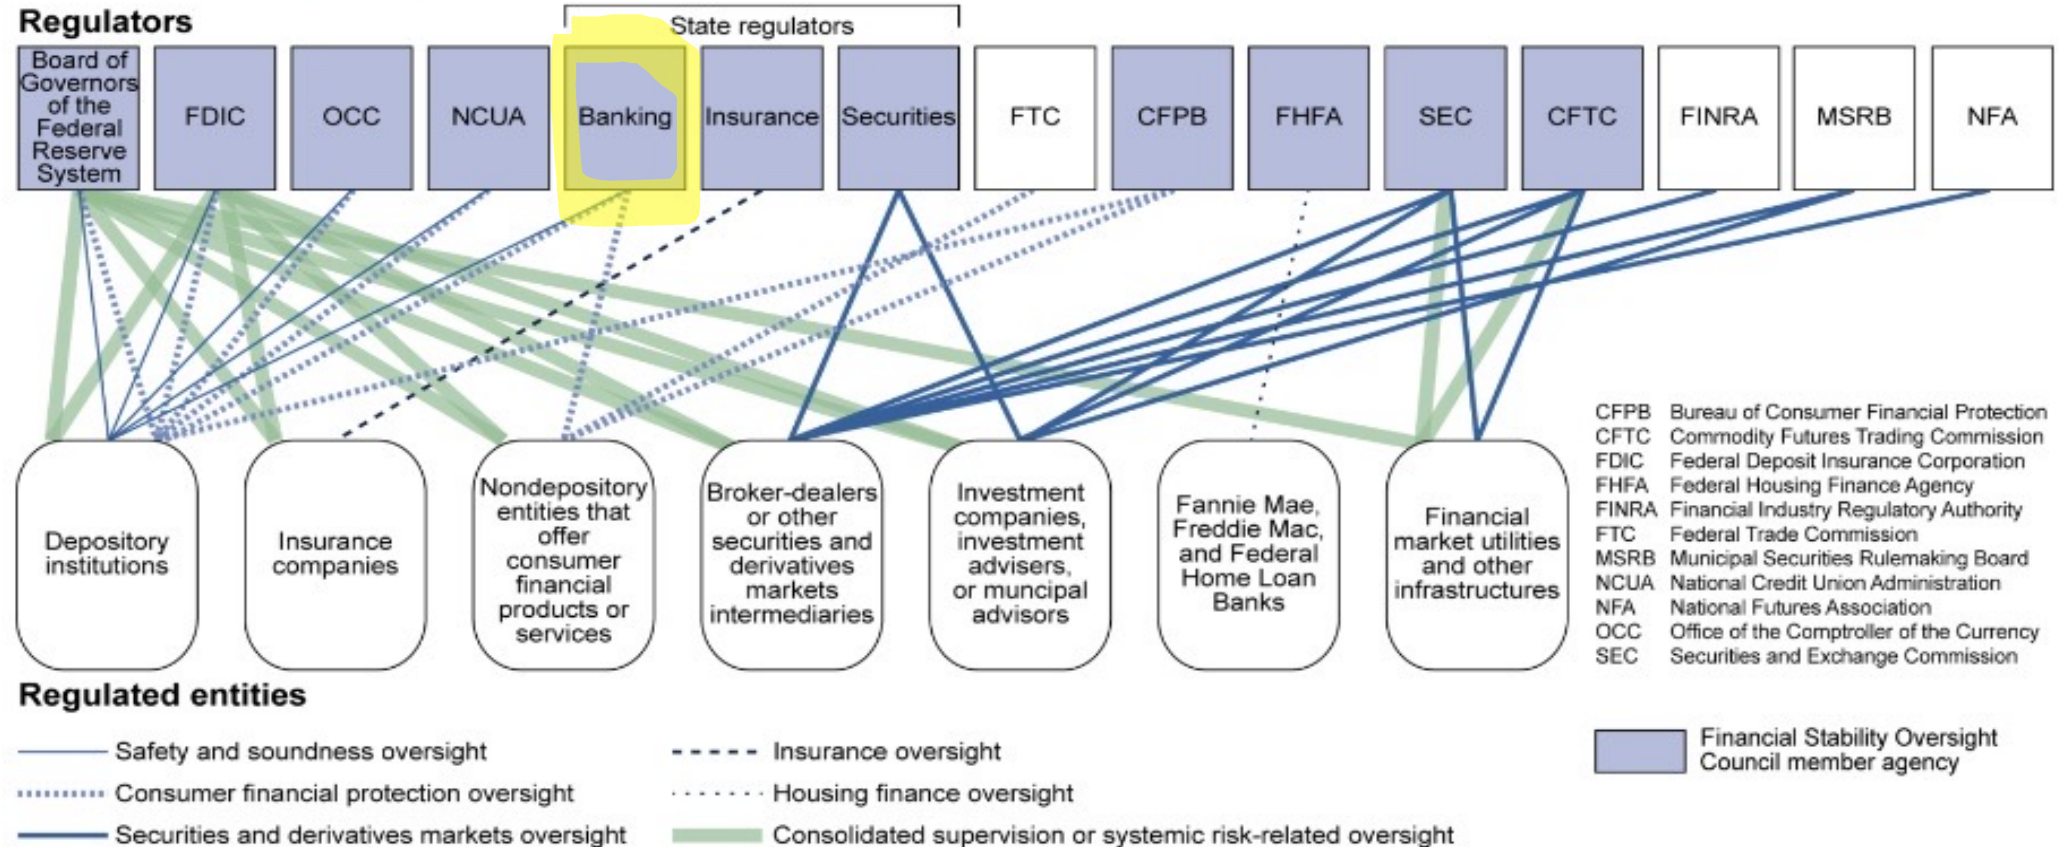 Regulators
State regulators
Board of
Governors
of the
Federal
Reserve
System
FDIC
OCC
NCUA
Banking
Insurance
Securities
FTC
CFPB
FHFA
SEC
CFTC
FINRA
MSRB
NFA
Depository
institutions
Insurance
companies
Nondepository
entities that
offer
consumer
financial
products or
services
Broker-dealers
or other
securities and
derivatives
markets
intermediaries
Investment
companies,
investment
advisers,
or muncipal
advisors
Fannie Mae,
Freddie Mac,
and Federal
Home Loan
Banks
Financial
market utilities
and other
infrastructures
CFPB Bureau of Consumer Financial Protection
CFTC Commodity Futures Trading Commission
FDIC Federal Deposit Insurance Corporation
FHFA Federal Housing Finance Agency
FINRA Financial Industry Regulatory Authority
FTC Federal Trade Commission
MSRB Municipal Securities Rulemaking Board
NCUA National Credit Union Administration
NFA National Futures Association
OCC Office of the Comptroller of the Currency
SEC Securities and Exchange Commission
Regulated entities
Safety and soundness oversight
Consumer financial protection oversight
Securities and derivatives markets oversight
Insurance oversight
Housing finance oversight
Consolidated supervision or systemic risk-related oversight
Financial Stability Oversight
Council member agency